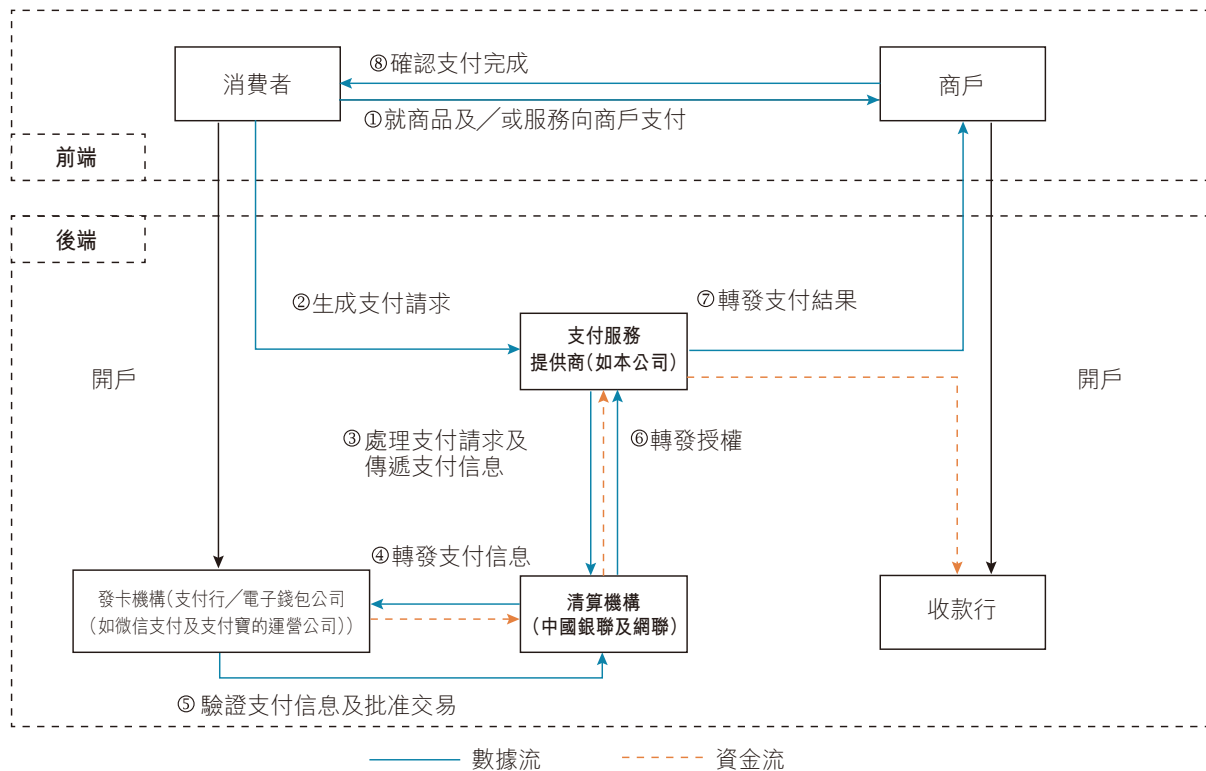 ⑧確認支付完成
消費者
商戶
①就商品及╱或服務向商戶支付
前端
後端
②生成支付請求
⑦轉發支付結果
支付服務
提供商(如本公司)
開戶
開戶
③處理支付請求及
傳遞支付信息
⑥轉發授權
④轉發支付信息
發卡機構(支付行╱電子錢包公司
(如微信支付及支付寶的運營公司))
清算機構
(中國銀聯及網聯)
收款行
⑤驗證支付信息及批准交易
數據流
資金流